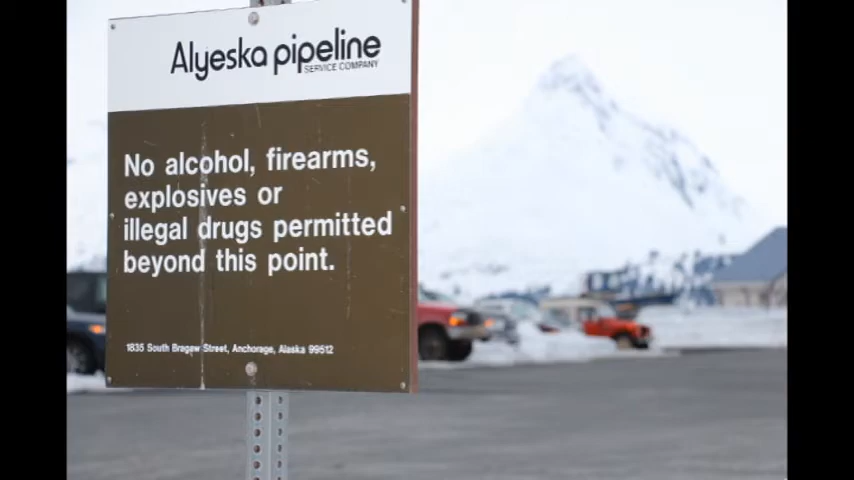 Alyeska pipeline
SERVICE COMPANY
No alcohol, firearms,
explosives or
illegal drugs permitted
beyond this point.
1835 South Bragaw Street, Anchorage, Alaska 99512